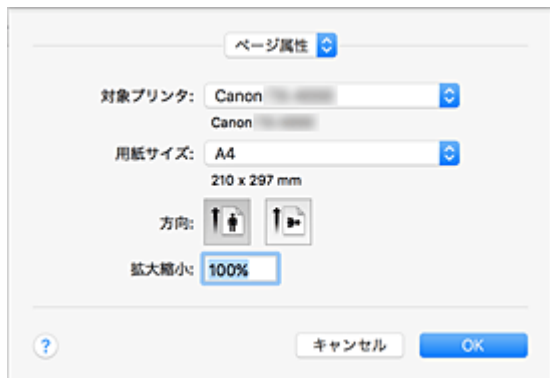 ページ属性
対象プリンタ: Canon
Canon
用紙サイズ: A4
210 x 297 mm
方向:
拡大縮小: 100%
? キャンセル OK